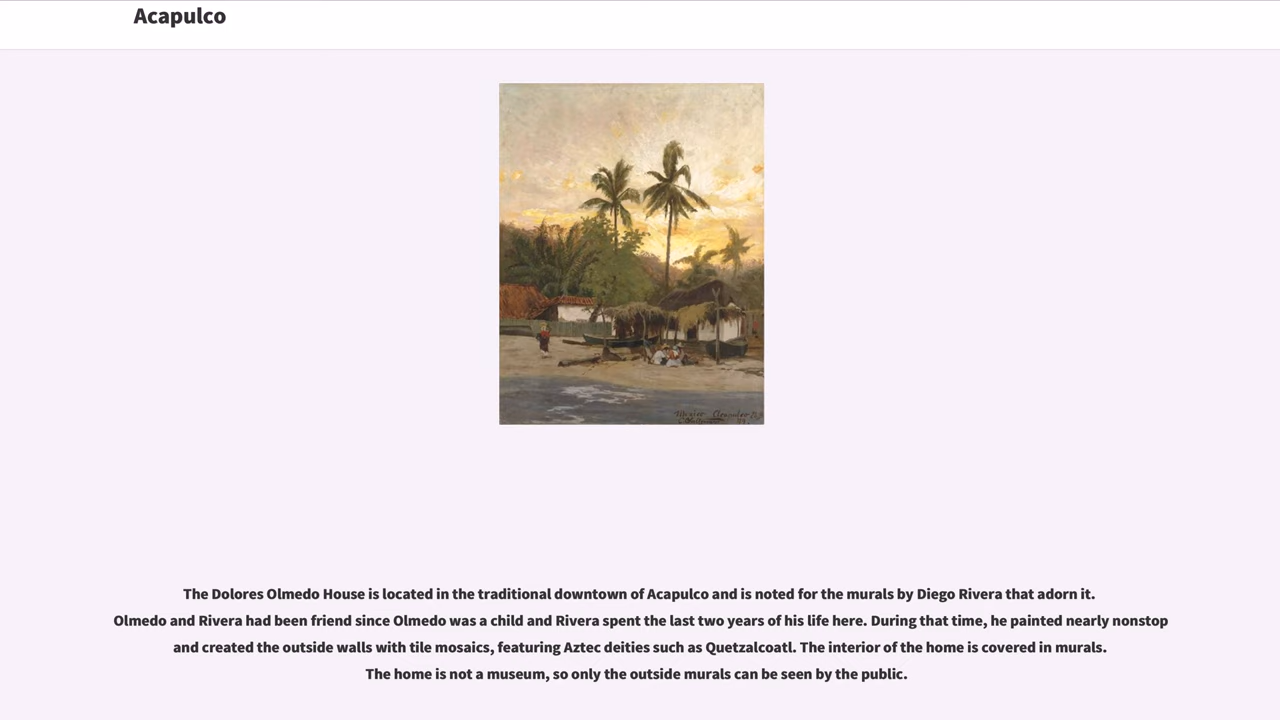 Acapulco
The Dolores Olmedo House is located in the traditional downtown of Acapulco and is noted for the murals by Diego Rivera that adorn it.
Olmedo and Rivera had been friend since Olmedo was a child and Rivera spent the last two years of his life here. During that time, he painted nearly nonstop
and created the outside walls with tile mosaics, featuring Aztec deities such as Quetzalcoatl. The interior of the home is covered in murals.
The home is not a museum, so only the outside murals can be seen by the public.